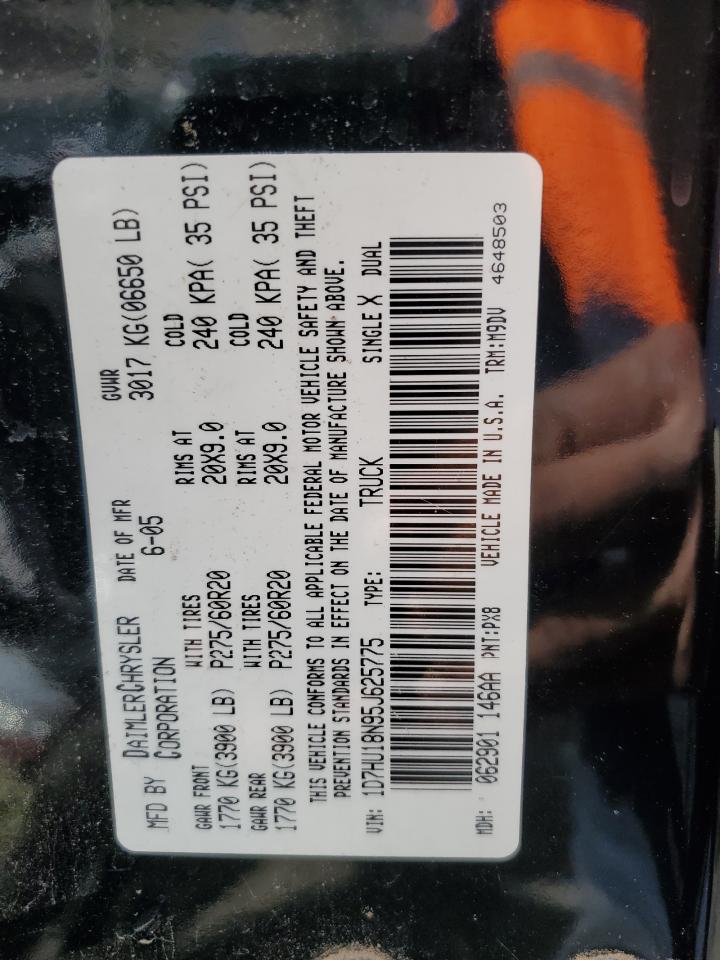 MFD BY DAIMLERCHRYSLER CORPORATION DATE OF MFR 6-05 GVWR 3017 KG(06650 LB)
GAWR FRONT WITH TIRES RIMS AT COLD
1770 KG(3900 LB) P275/60R20 20X9.0 240 KPA( 35 PSI)
GAWR REAR WITH TIRES RIMS AT COLD
1770 KG(3900 LB) P275/60R20 20X9.0 240 KPA( 35 PSI)
THIS VEHICLE CONFORMS TO ALL APPLICABLE FEDERAL MOTOR VEHICLE SAFETY AND THEFT
PREVENTION STANDARDS IN EFFECT ON THE DATE OF MANUFACTURE SHOWN ABOVE.
VIN: 1D7HU18N95J625775 TYPE: TRUCK SINGLE X DUAL
MDH: 062901 146AA PNT:PX8 VEHICLE MADE IN U.S.A. TRM:M9DV 4648503